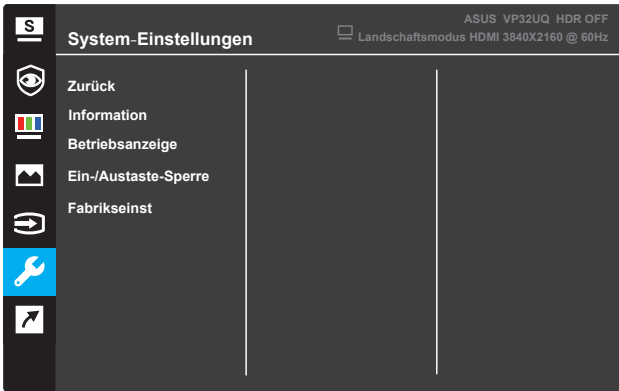 S
ASUS VP32UQ HDR OFF
System-Einstellungen
Landschaftsmodus HDMI 3840X2160 @ 60Hz
Zurück
Information
Betriebsanzeige
Ein-/Austaste-Sperre
Fabrikseinst